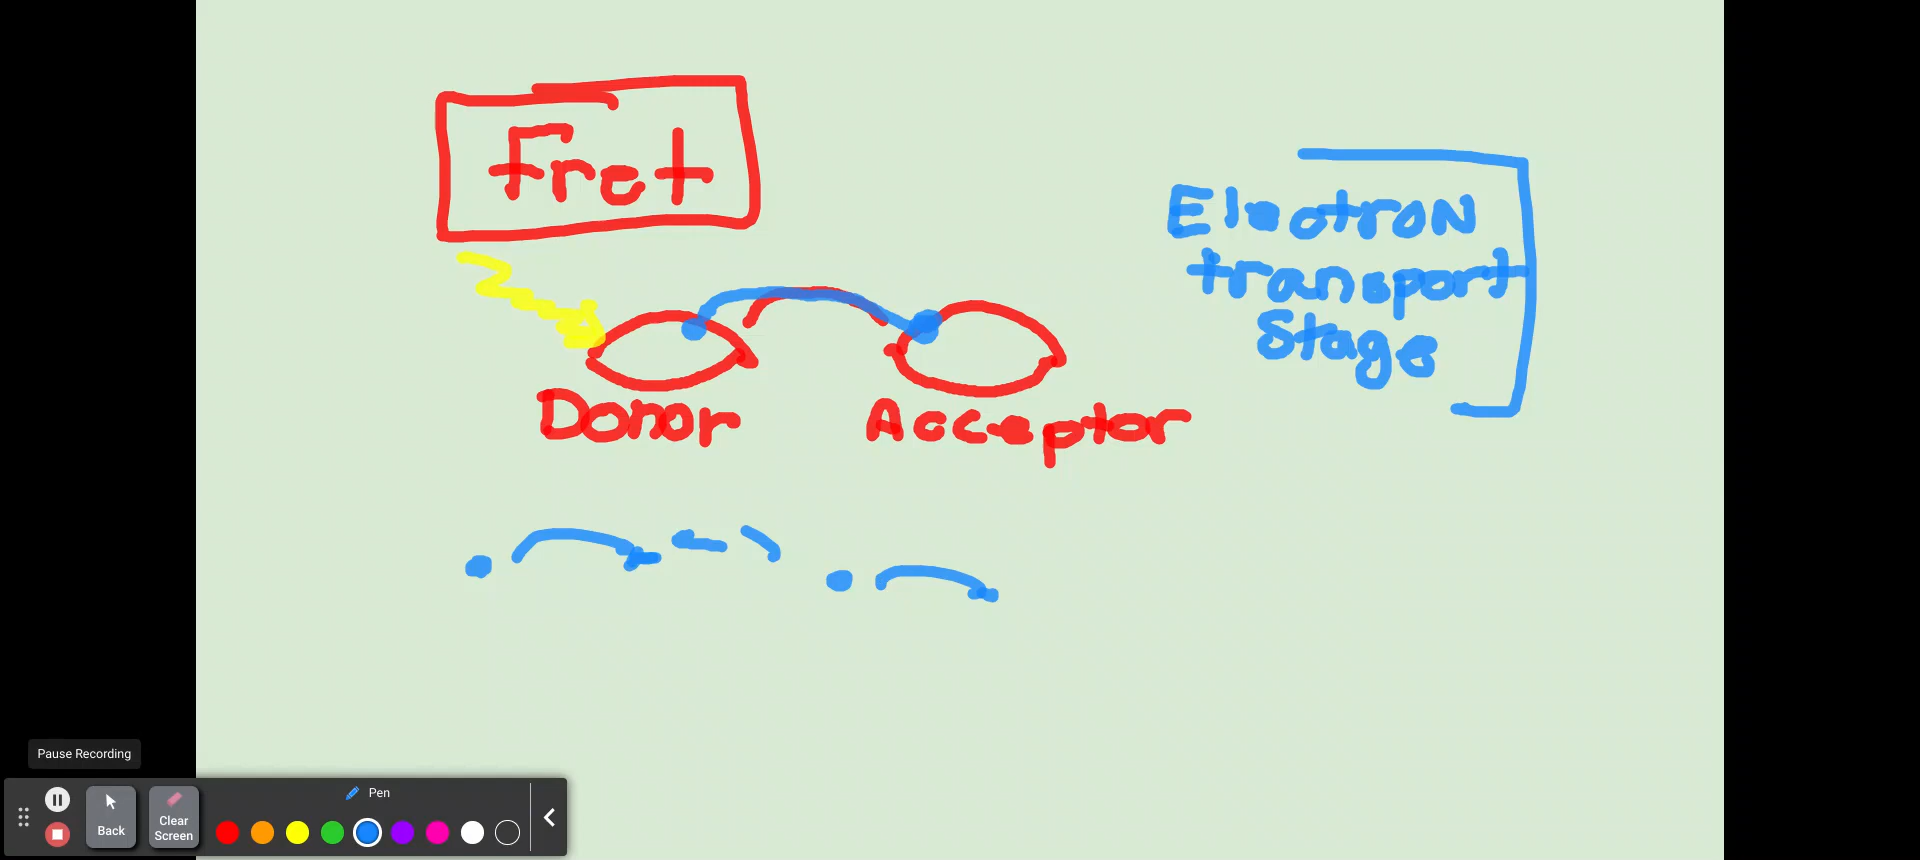 Fret
Electron
transport
Stage
Donor
Acceptor
Pause Recording
Pen
Back
Clear
Screen